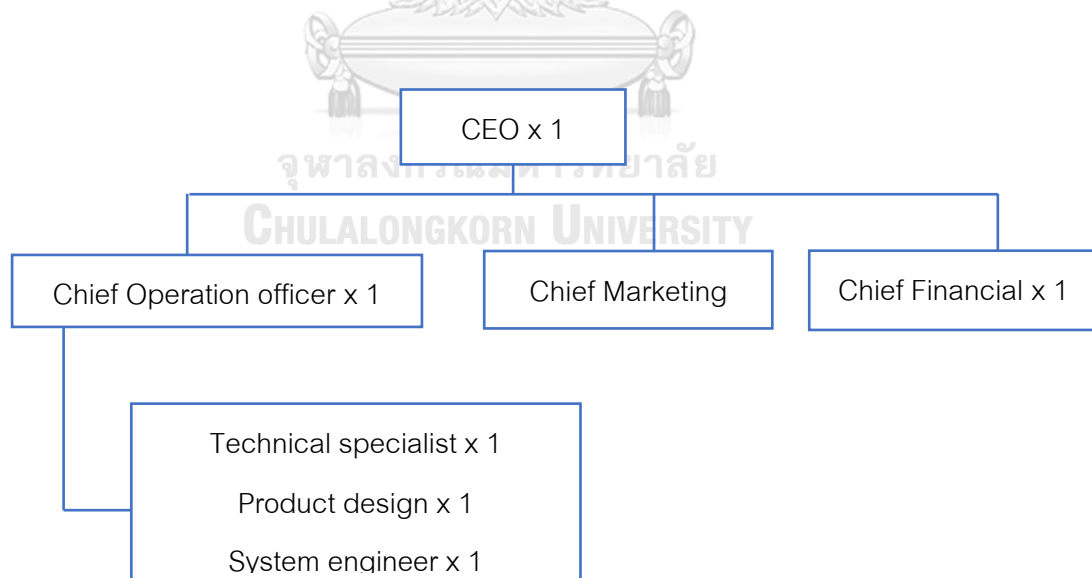 CEO x 1
จุฬาลงกรณ์มหาวิทยาลัย
CHULALONGKORN UNIVERSITY
Chief Operation officer x 1
Chief Marketing
Chief Financial x 1
Technical specialist x 1
Product design x 1
System engineer x 1